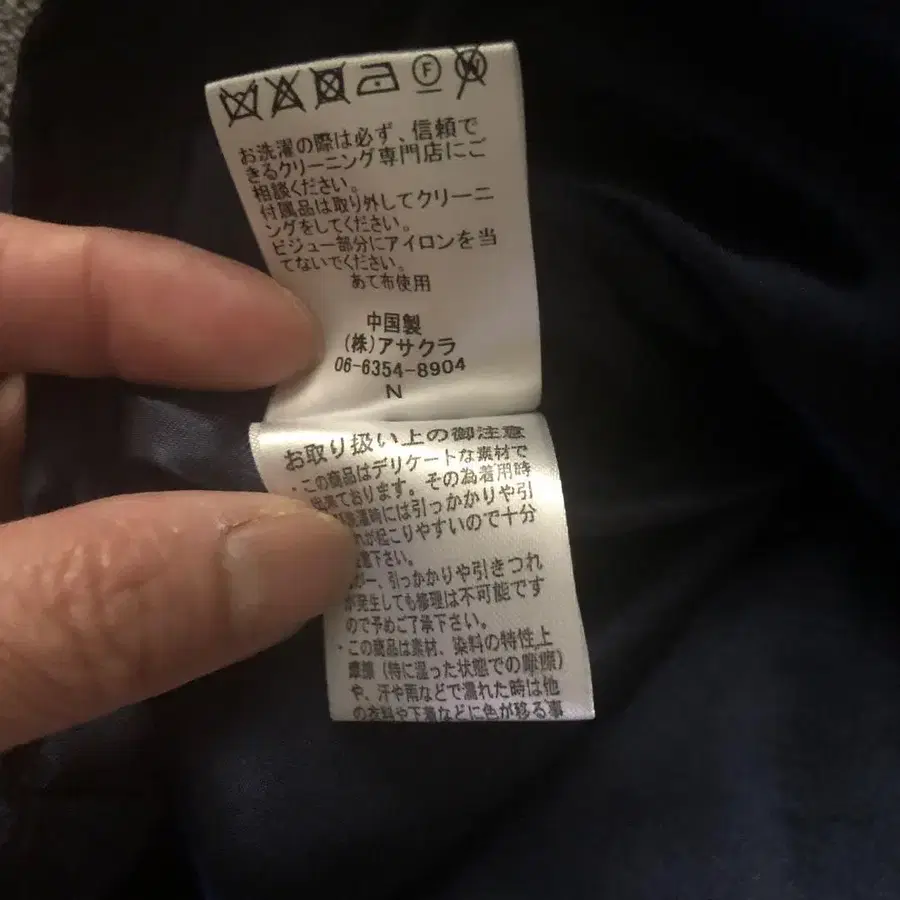 F
W
お洗濯の際は必ず、信頼で
きるクリーニング専門店にご
相談ください。
付属品は取り外してクリーニ
ングをしてください。
ビジュー部分にアイロンを当
てないでください。
あて布使用
中国製
(株)アサクラ
06-6354-8904
N
お取り扱い上の御注意
・この商品はデリケートな素材で
出来ております。その為着用時
洗濯時には引っかかりや引
れが起こりやすいので十分
注意下さい。
が一、引っかかりや引きつれ
が発生しても修理は不可能です
ので予めご了承下さい。
・この商品は素材、染料の特性上
摩擦(特に湿った状態での摩擦)
や、汗や雨などで濡れた時は他
の衣料や下着などに色が移る事